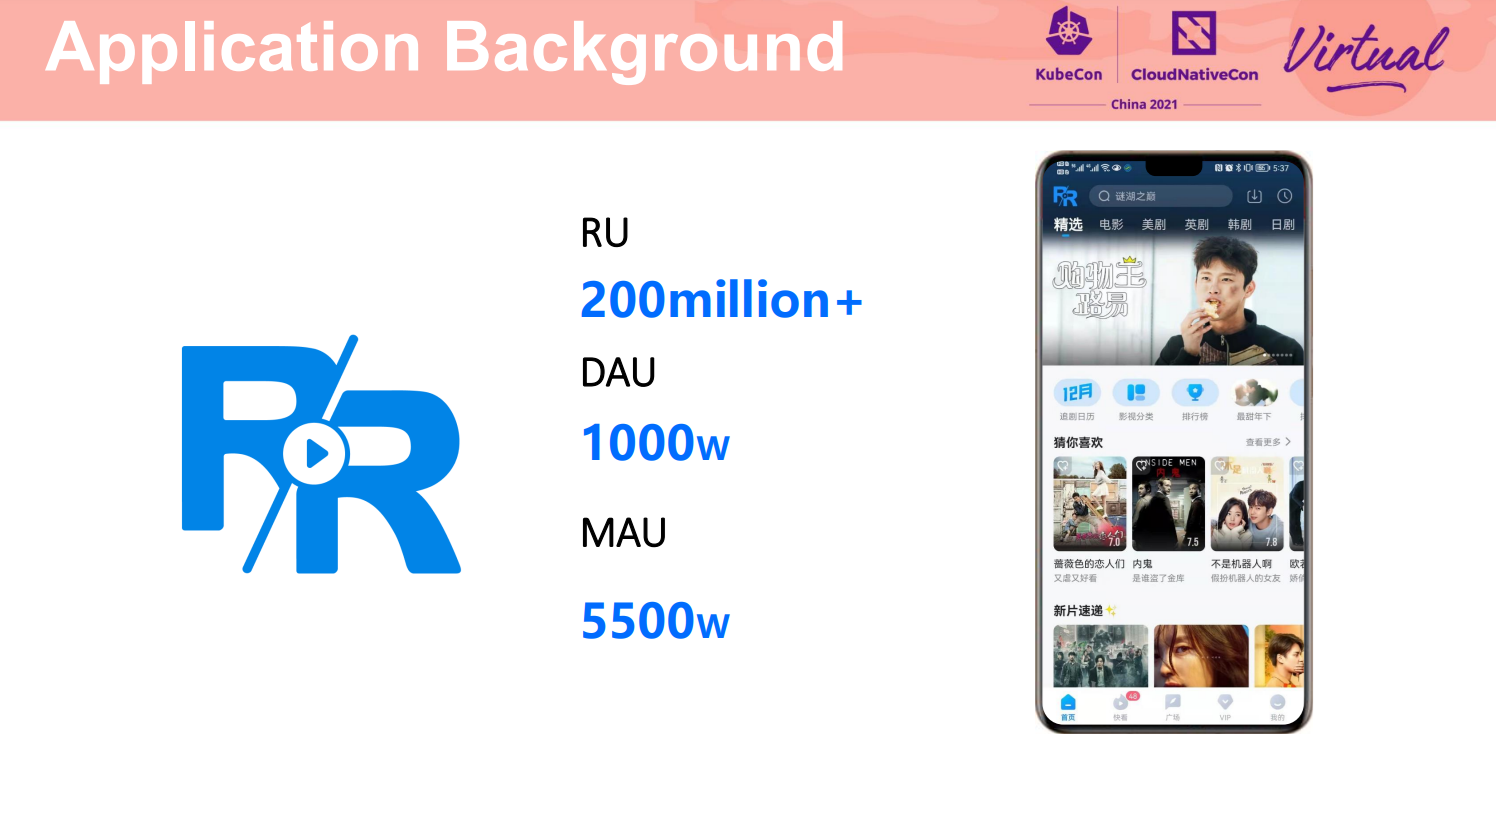 Application Background
KubeCon
CloudNativeCon
Virtual
China 2021
RU
200million+
DAU
1000W
MAU
5500W
5:37
RR
谜湖之巅
精选 电影 美剧 英剧 韩剧 日剧
购物王
路易
12月
追剧日历 影视分类 排行榜 最甜年下
猜你喜欢 查看更多
INSIDE MEN
内鬼
7.0 7.5 7.8
蔷薇色的恋人们 内鬼 不是机器人啊
又虐又好看 是谁盗了金库 假扮机器人的女友
新片速递
48
首页 快看 广场 VIP 我的
RR